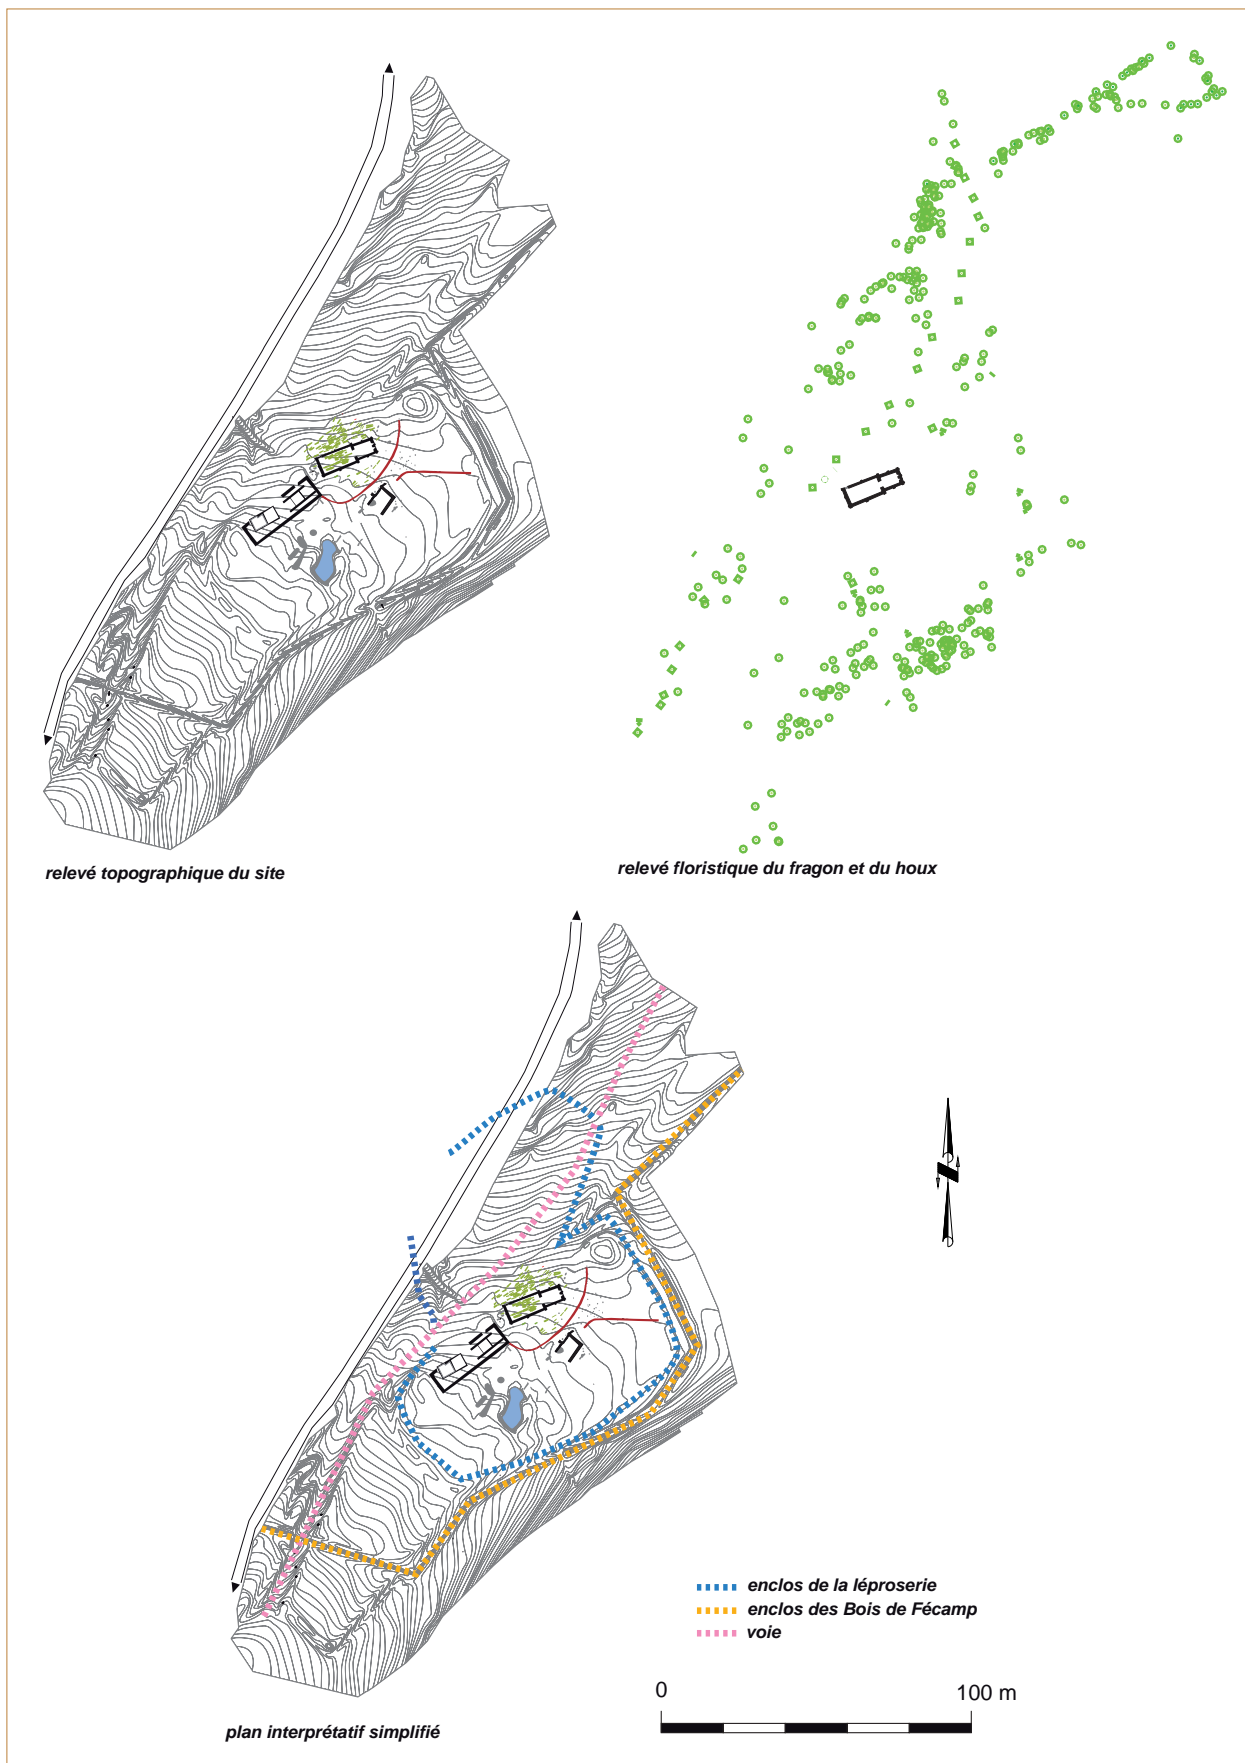 relevé topographique du site
relevé floristique du fragon et du houx
enclos de la léproserie
enclos des Bois de Fécamp
voie
0
100 m
plan interprétatif simplifié